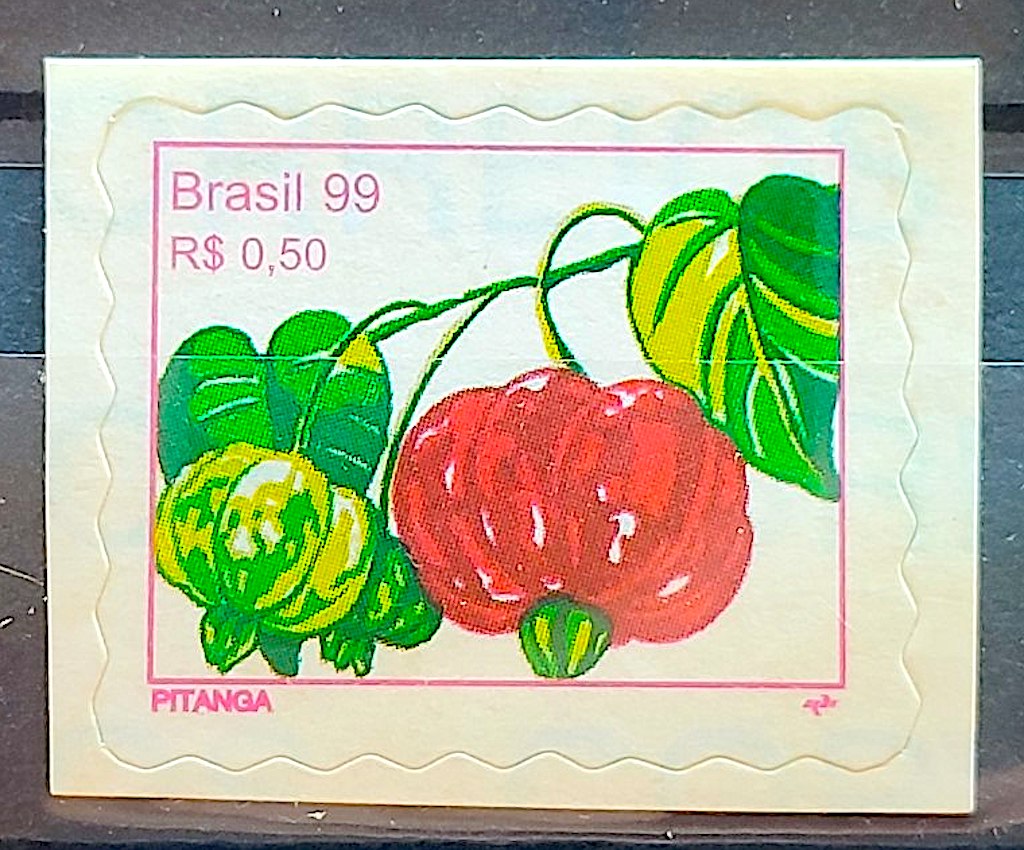 Brasil 99
R$ 0,50
PITANGA